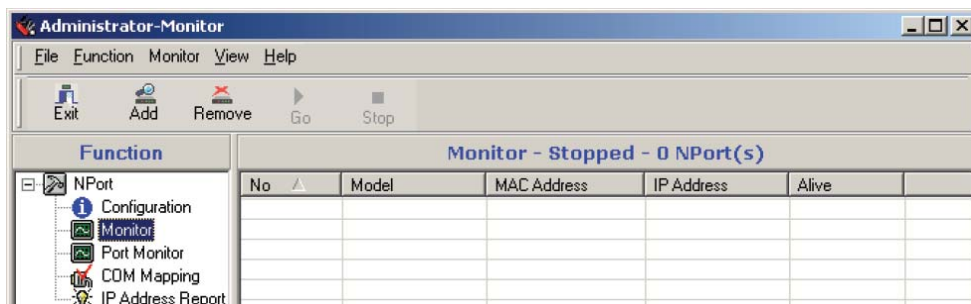 Administrator-Monitor
File Function Monitor View Help
Exit Add Remove Go Stop
Function
Monitor - Stopped - 0 NPort(s)
NPort
No Model MAC Address IP Address Alive
Configuration
Monitor
Port Monitor
COM Mapping
IP Address Report